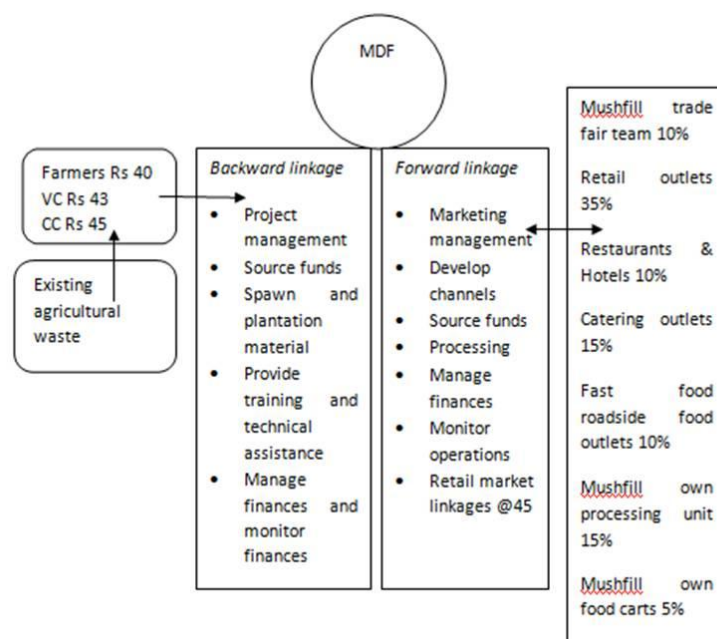 MDF
Farmers Rs 40
VC Rs 43
CC Rs 45
Existing
agricultural
waste
Backward linkage
• Project
management
• Source funds
• Spawn and
plantation
material
• Provide
training and
technical
assistance
• Manage
finances and
monitor
finances
Forward linkage
• Marketing
management
• Develop
channels
• Source funds
• Processing
• Manage
finances
• Monitor
operations
• Retail market
linkages @45
Mushfill trade
fair team 10%
Retail outlets
35%
Restaurants &
Hotels 10%
Catering outlets
15%
Fast food
roadside food
outlets 10%
Mushfill own
processing unit
15%
Mushfill own
food carts 5%